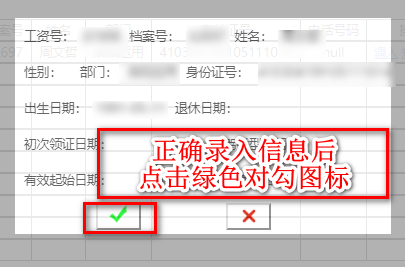 工资号： 档案号： 姓名：
性别： 部门： 身份证号：
出生日期： 退休日期：
初次领证日期：
正确录入信息后
有效起始日期：
点击绿色对勾图标